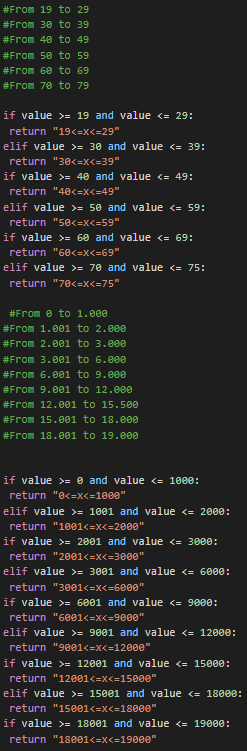 #From 19 to 29
#From 30 to 39
#From 40 to 49
#From 50 to 59
#From 60 to 69
#From 70 to 79
if value >= 19 and value <= 29:
return "19<=x<=29"
elif value >= 30 and value <= 39:
return "30<=x<=39"
if value >= 40 and value <= 49:
return "40<=x<=49"
elif value >= 50 and value <= 59:
return "50<=x<=59"
if value >= 60 and value <= 69:
return "60<=x<=69"
elif value >= 70 and value <= 75:
return "70<=x<=75"
#From 0 to 1.000
#From 1.001 to 2.000
#From 2.001 to 3.000
#From 3.001 to 6.000
#From 6.001 to 9.000
#From 9.001 to 12.000
#From 12.001 to 15.500
#From 15.001 to 18.000
#From 18.001 to 19.000
if value >= 0 and value <= 1000:
return "0<=x<=1000"
elif value >= 1001 and value <= 2000:
return "1001<=x<=2000"
if value >= 2001 and value <= 3000:
return "2001<=x<=3000"
elif value >= 3001 and value <= 6000:
return "3001<=x<=6000"
if value >= 6001 and value <= 9000:
return "6001<=x<=9000"
elif value >= 9001 and value <= 12000:
return "9001<=x<=12000"
if value >= 12001 and value <= 15000:
return "12001<=x<=15000"
elif value >= 15001 and value <= 18000:
return "15001<=x<=18000"
if value >= 18001 and value <= 19000:
return "18001<=x<=19000"